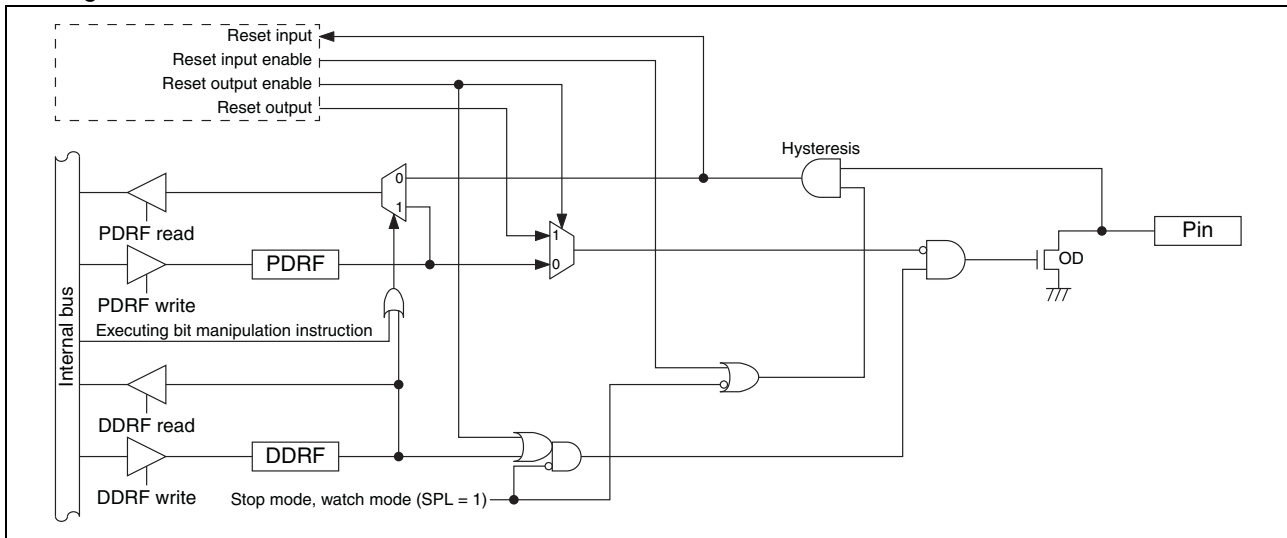 Reset input
Reset input enable
Reset output enable
Reset output
Hysteresis
0
1
PDRF read
1
Pin
PDRF
0
OD
PDRF write
Executing bit manipulation instruction
Internal bus
DDRF read
DDRF
DDRF write
Stop mode, watch mode (SPL = 1)